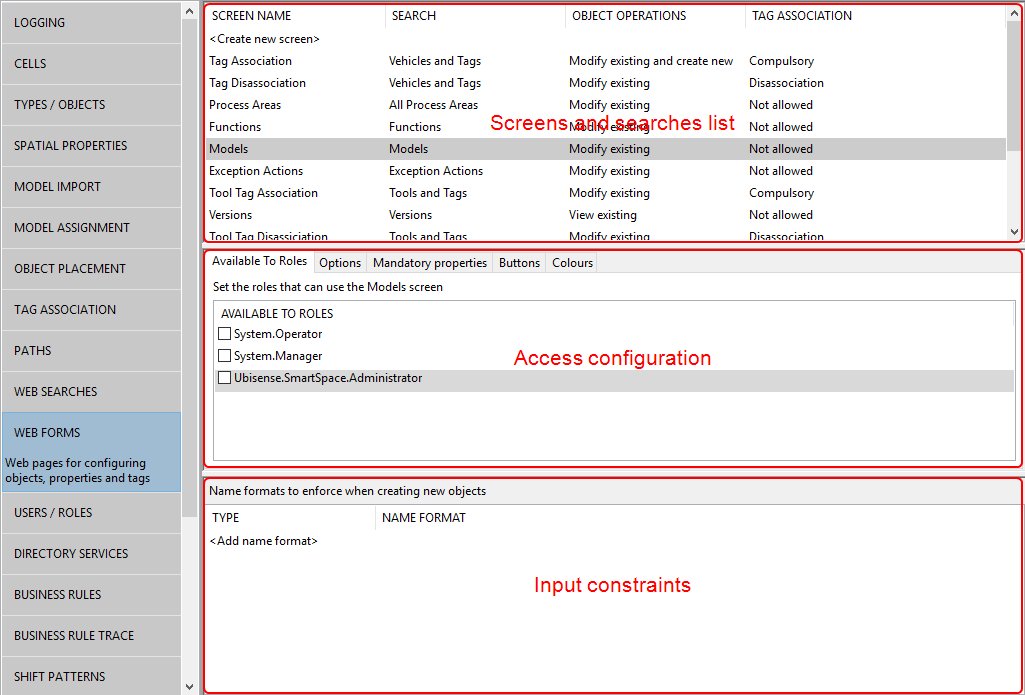 LOGGING
CELLS
TYPES / OBJECTS
SPATIAL PROPERTIES
MODEL IMPORT
MODEL ASSIGNMENT
OBJECT PLACEMENT
TAG ASSOCIATION
PATHS
WEB SEARCHES
WEB FORMS
Web pages for configuring
objects, properties and tags
USERS / ROLES
DIRECTORY SERVICES
BUSINESS RULES
BUSINESS RULE TRACE
SHIFT PATTERNS
SCREEN NAME SEARCH OBJECT OPERATIONS TAG ASSOCIATION
<Create new screen>
Tag Association Vehicles and Tags Modify existing and create new Compulsory
Tag Disassociation Vehicles and Tags Modify existing Disassociation
Process Areas All Process Areas Modify existing Not allowed
Functions Functions Modify existing Not allowed
Screens and searches list
Models Models Modify existing Not allowed
Exception Actions Exception Actions Modify existing Not allowed
Tool Tag Association Tools and Tags Modify existing Compulsory
Versions Versions View existing Not allowed
Tool Tag Disassiciation Tools and Tags Modify existing Disassociation
Available To Roles Options Mandatory properties Buttons Colours
Set the roles that can use the Models screen
AVAILABLE TO ROLES
System.Operator
System.Manager
Access configuration
Ubisense.SmartSpace.Administrator
Name formats to enforce when creating new objects
TYPE NAME FORMAT
<Add name format>
Input constraints